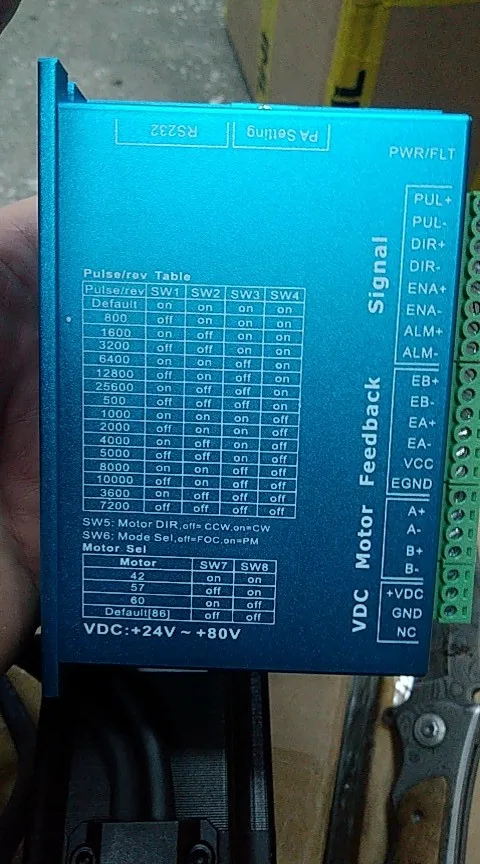 RS232
PA Setting
PWR/FLT
PUL+
PUL-
DIR+
DIR-
ENA+
ENA-
ALM+
ALM-
Signal
EB+
EB-
EA+
EA-
VCC
EGND
Feedback
A+
A-
B+
B-
Motor
+VDC
GND
NC
VDC
Pulse/rev Table
Pulse/rev SW1 SW2 SW3 SW4
Default on on on on
800 off on on on
1600 on off on on
3200 off off on on
6400 on on off on
12800 off on off on
25600 on off off on
500 off off off on
1000 on on on off
2000 off on on off
4000 on off on off
5000 off off on off
8000 on on off off
10000 off on off off
3600 on off off off
7200 off off off off
SW5: Motor DIR,off=CCW,on=CW
SW6: Mode Sel,off=FOC,on=PM
Motor Sel
Motor SW7 SW8
42 on on
57 off on
60 on off
Default[86] off off
VDC:+24V ~ +80V